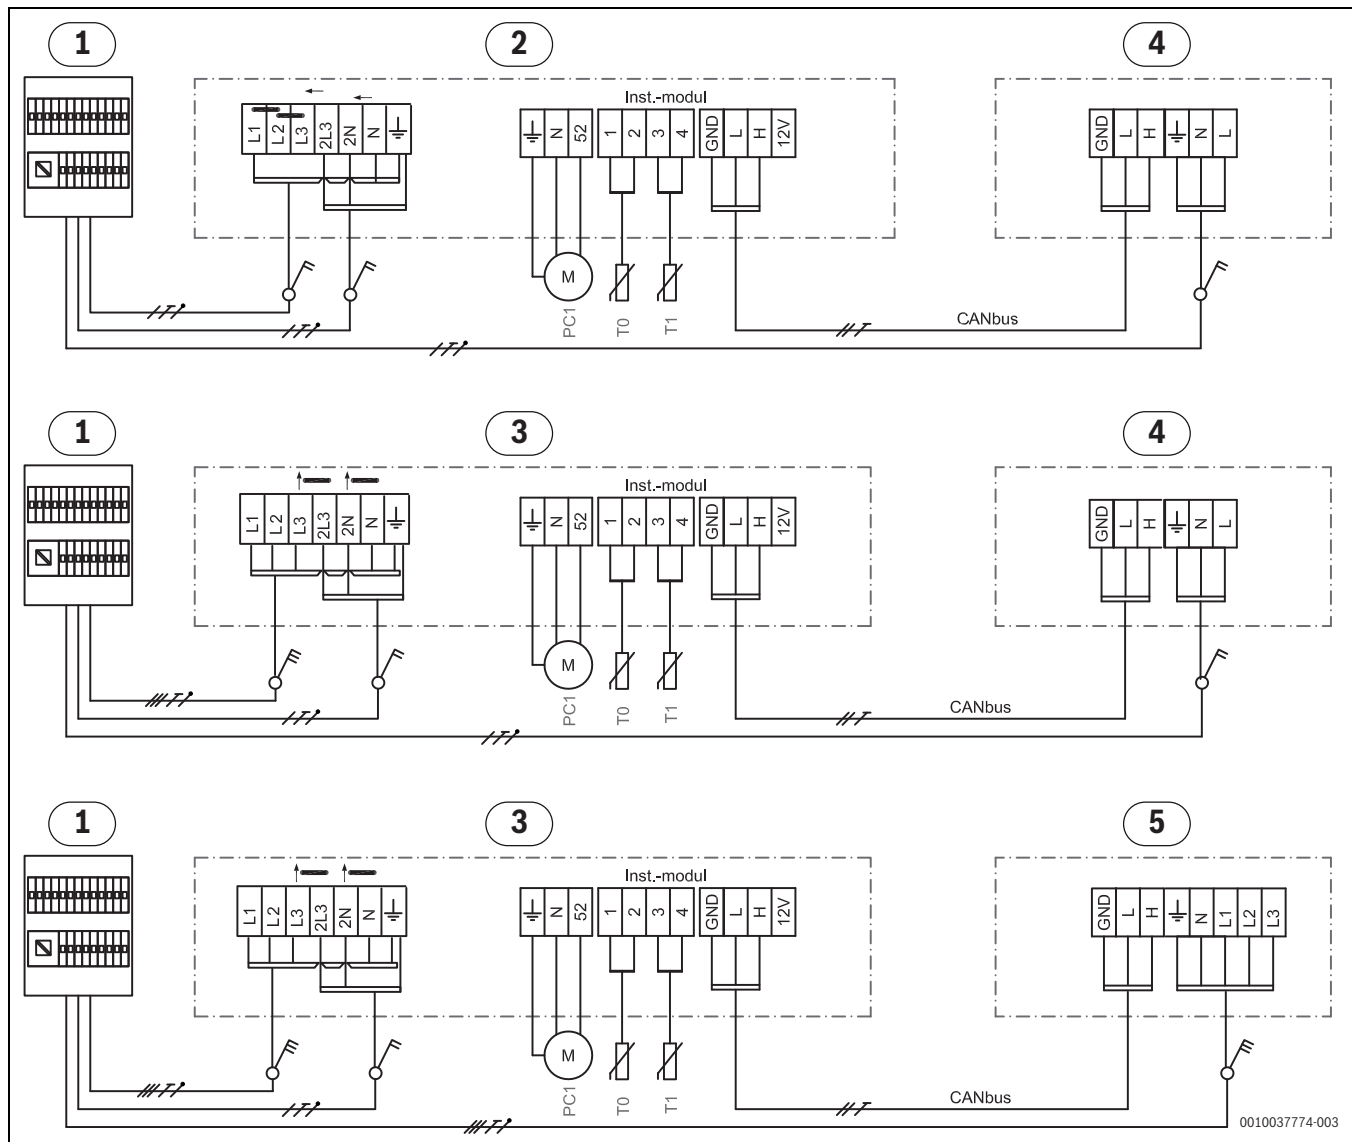 1 2 4
Inst.-modul
L1 L2 L3 2L3 2N N
N 52
1 2 3 4
GND L H 12V
GND L H N L
M
PC1 T0 T1
CANbus
1 3 4
Inst.-modul
L1 L2 L3 2L3 2N N
N 52
1 2 3 4
GND L H 12V
GND L H N L
M
PC1 T0 T1
CANbus
1 3 5
Inst.-modul
L1 L2 L3 2L3 2N N
N 52
1 2 3 4
GND L H 12V
GND L H N L1 L2 L3
M
PC1 T0 T1
CANbus
0010037774-003